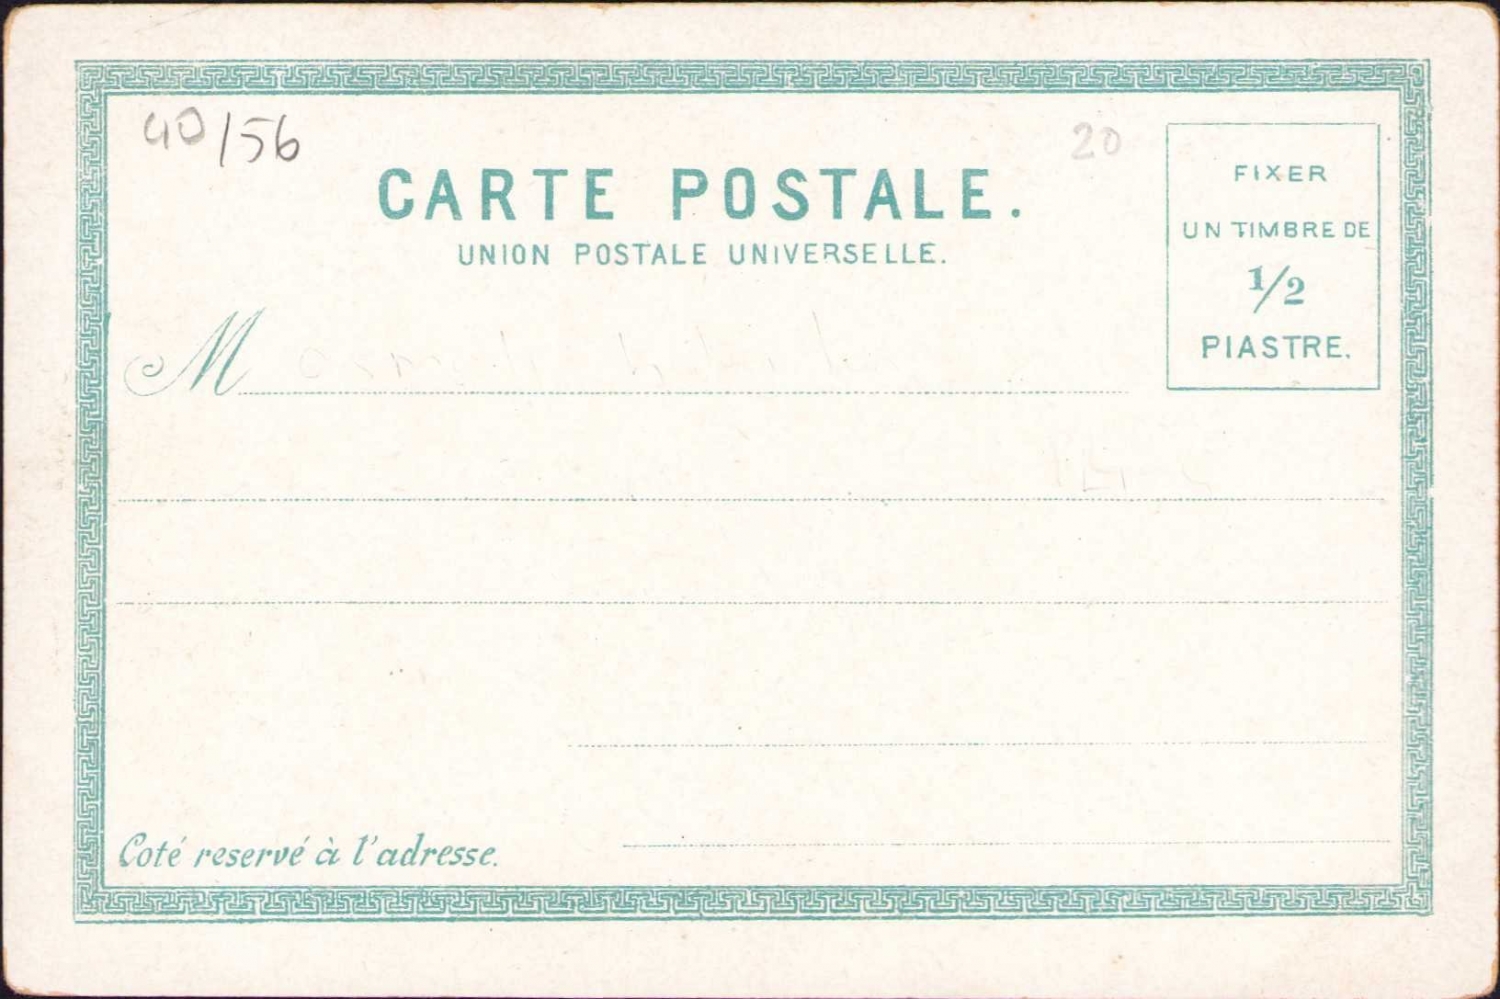 40/56
20
CARTE POSTALE.
UNION POSTALE UNIVERSELLE.
FIXER
UN TIMBRE DE
1/2
PIASTRE.
M
Coté reservé à l'adresse.